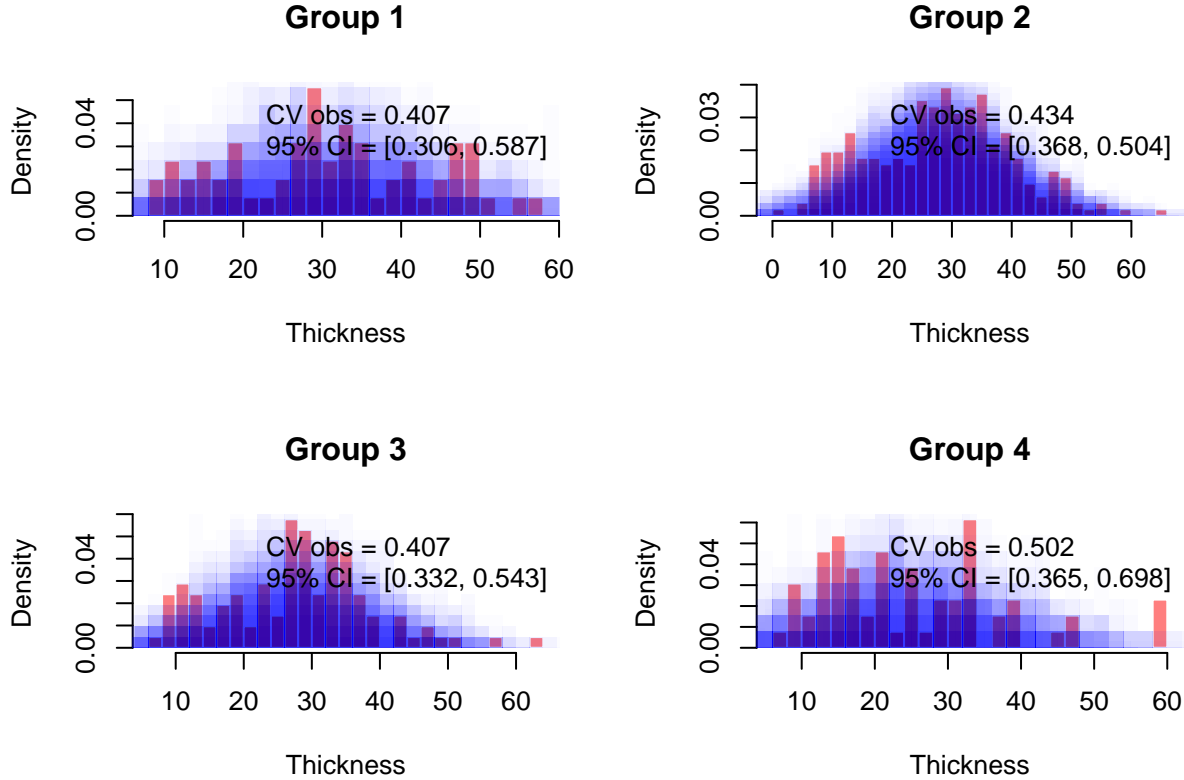 Group 1
Density
0.00 0.04
CV obs = 0.407
95% CI = [0.306, 0.587]
10 20 30 40 50 60
Thickness
Group 2
Density
0.00 0.03
CV obs = 0.434
95% CI = [0.368, 0.504]
0 10 20 30 40 50 60
Thickness
Group 3
Density
0.00 0.04
CV obs = 0.407
95% CI = [0.332, 0.543]
10 20 30 40 50 60
Thickness
Group 4
Density
0.00 0.04
CV obs = 0.502
95% CI = [0.365, 0.698]
10 20 30 40 50 60
Thickness